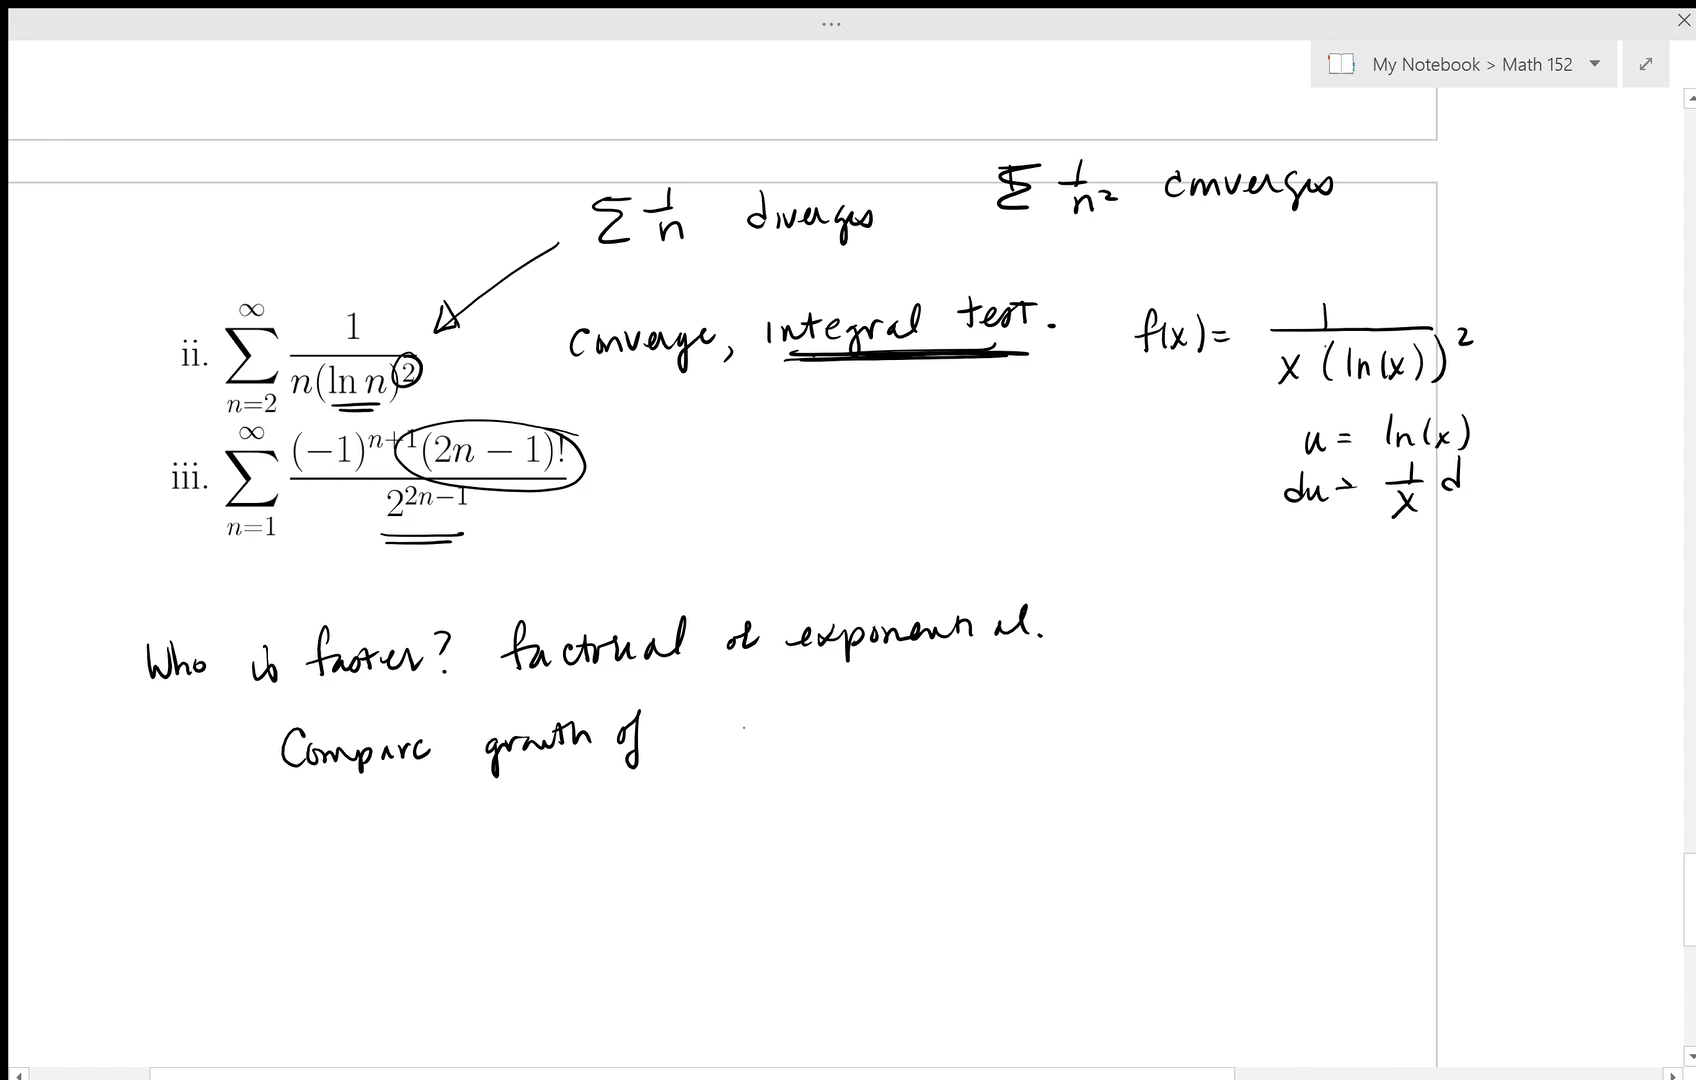 ...
My Notebook > Math 152
∑ 1/n diverges
∑ 1/n² converges
ii. ∑_{n=2}^{∞} 1/(n(ln n)²)
converge, integral test.
f(x) = 1/(x (ln(x))²)
u = ln(x)
du = 1/x d
iii. ∑_{n=1}^{∞} (−1)^{n+1}(2n − 1)!/2^{2n−1}
Who is faster? factorial or exponential.
Compare growth of